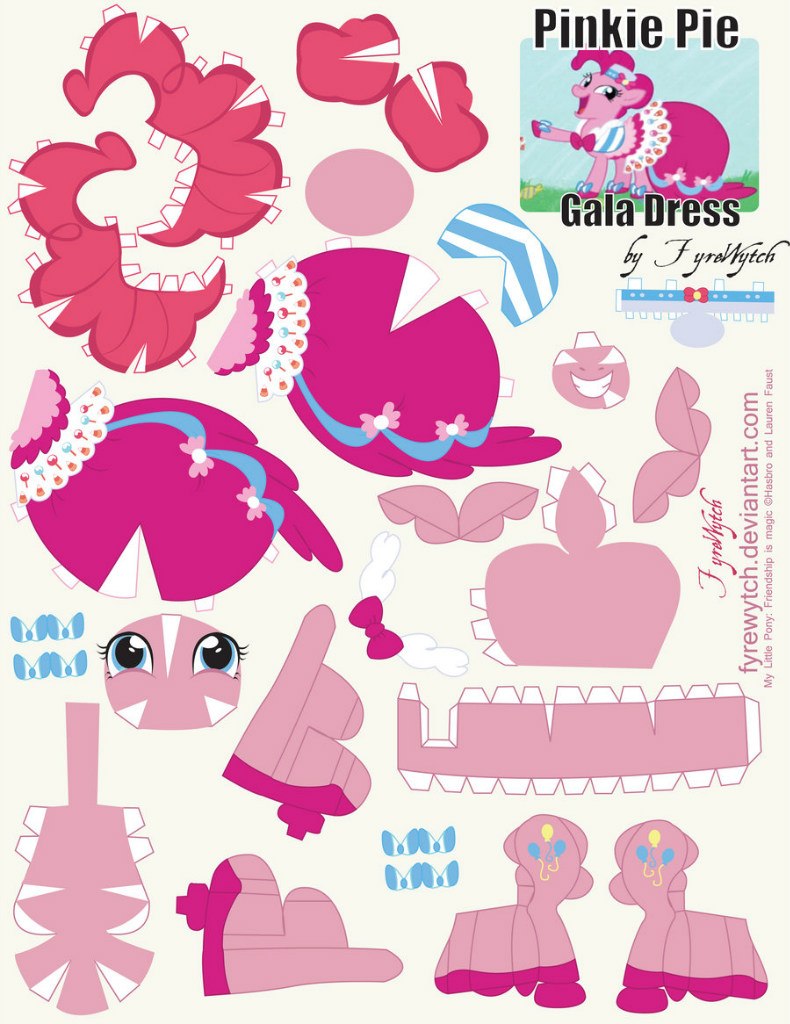 Pinkie Pie
Gala Dress
by FyreWytch
FyreWytch
fyrewytch.deviantart.com
My Little Pony: Friendship is magic ©Hasbro and Lauren Faust